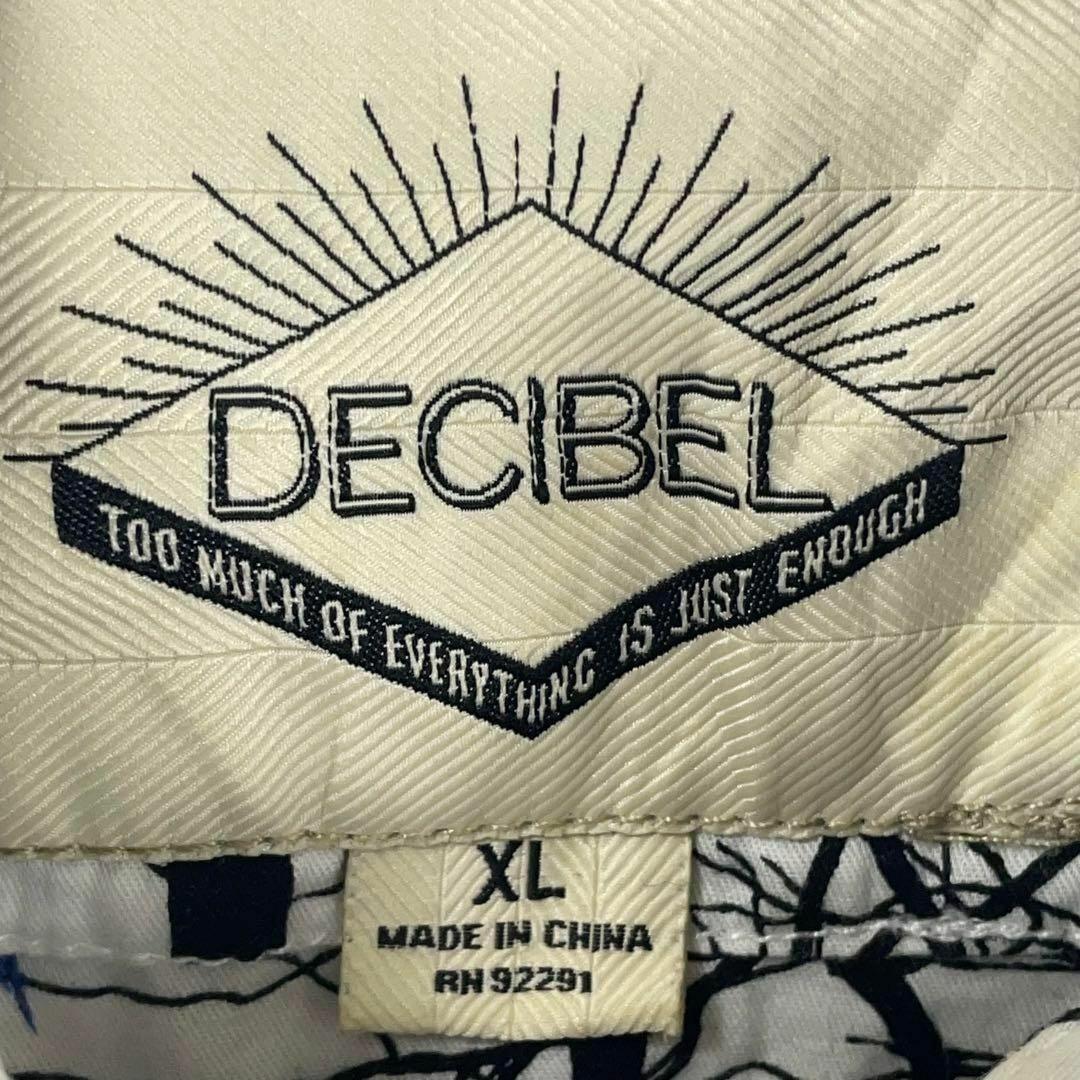 DECIBEL
TOO MUCH OF EVERYTHING IS JUST ENOUGH
XL
MADE IN CHINA
RN 92291